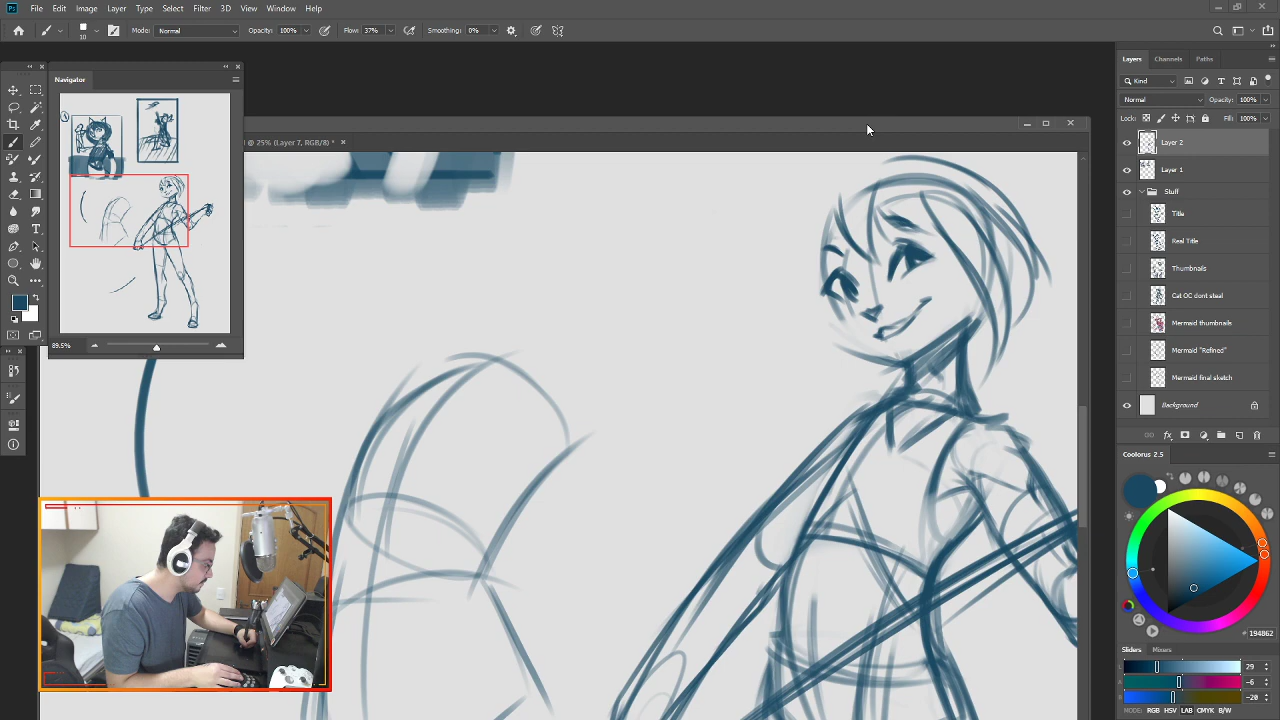 Ps File Edit Image Layer Type Select Filter 3D View Window Help
10 Mode: Normal Opacity: 100% Flow: 37% Smoothing: 0%
Navigator
@ 25% (Layer 7, RGB/8) *
89.5%
Layers Channels Paths
Kind
Normal Opacity: 100%
Lock: Fill: 100%
Layer 2
Layer 1
Stuff
Title
Real Title
Thumbnails
Cat OC dont steal
Mermaid thumbnails
Mermaid "Refined"
Mermaid final sketch
Background
Coolorus 2.5
# 194862
Sliders Mixers
L 29
A -6
B -20
MODE: RGB HSV LAB CMYK B/W